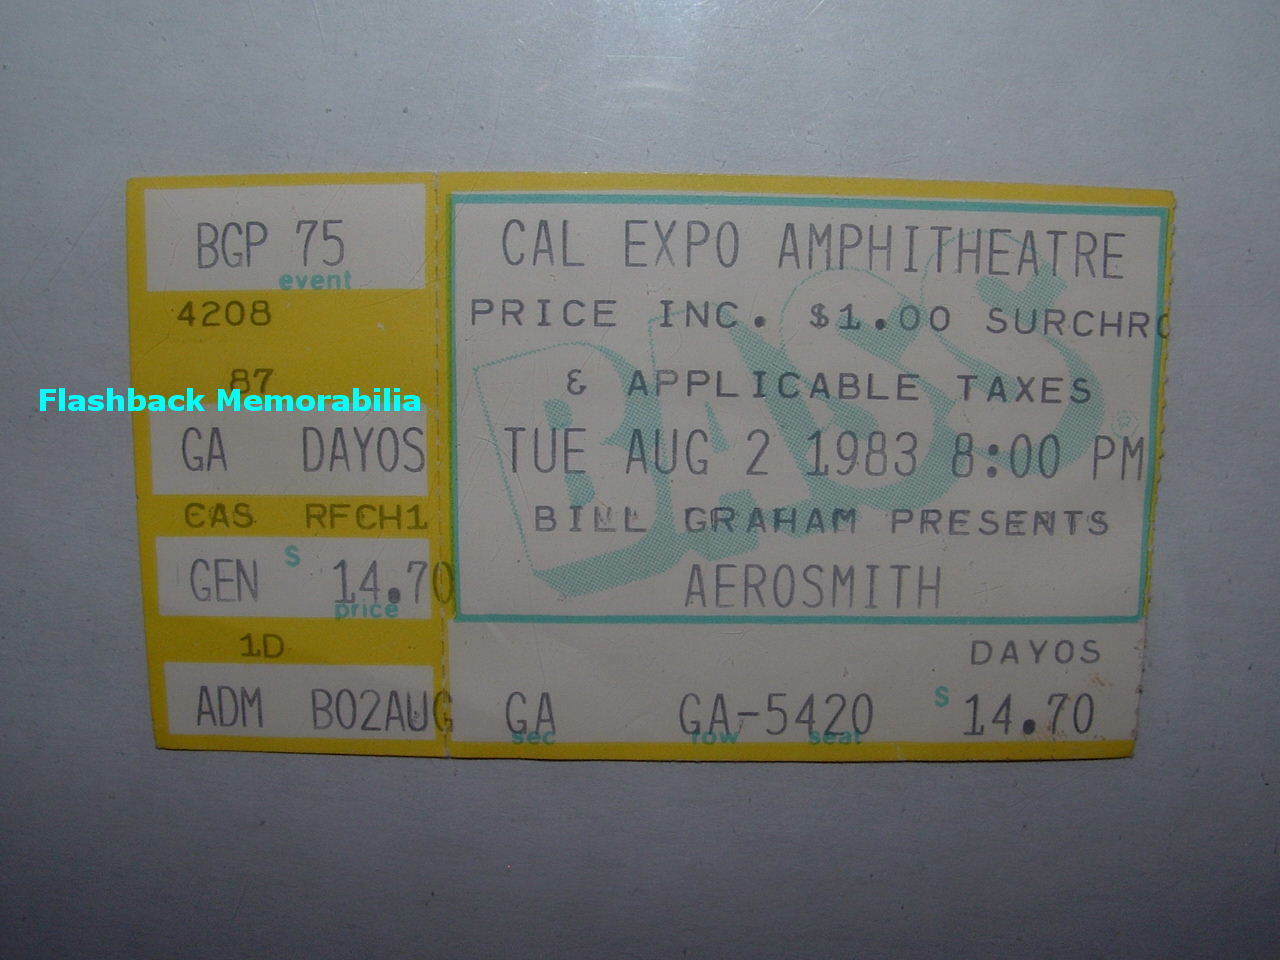 BGP 75
event
4208
87
Flashback Memorabilia
GA DAYOS
CAS RFCH1
GEN $ 14.70
price
1D
ADM B02AUG
CAL EXPO AMPHITHEATRE
PRICE INC. $1.00 SURCHRG
& APPLICABLE TAXES
BASS ®
TUE AUG 2 1983 8:00 PM
BILL GRAHAM PRESENTS
AEROSMITH
DAYOS
GA GA-5420 $ 14.70
sec row seat